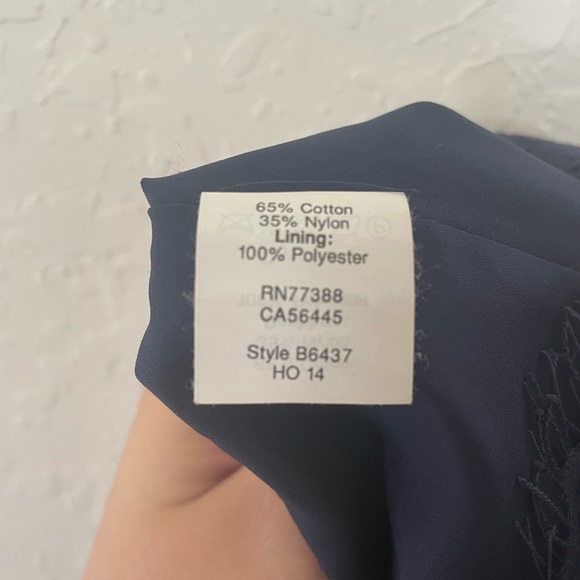 65% Cotton
35% Nylon
Lining:
100% Polyester
RN77388
CA56445
Style B6437
HO 14